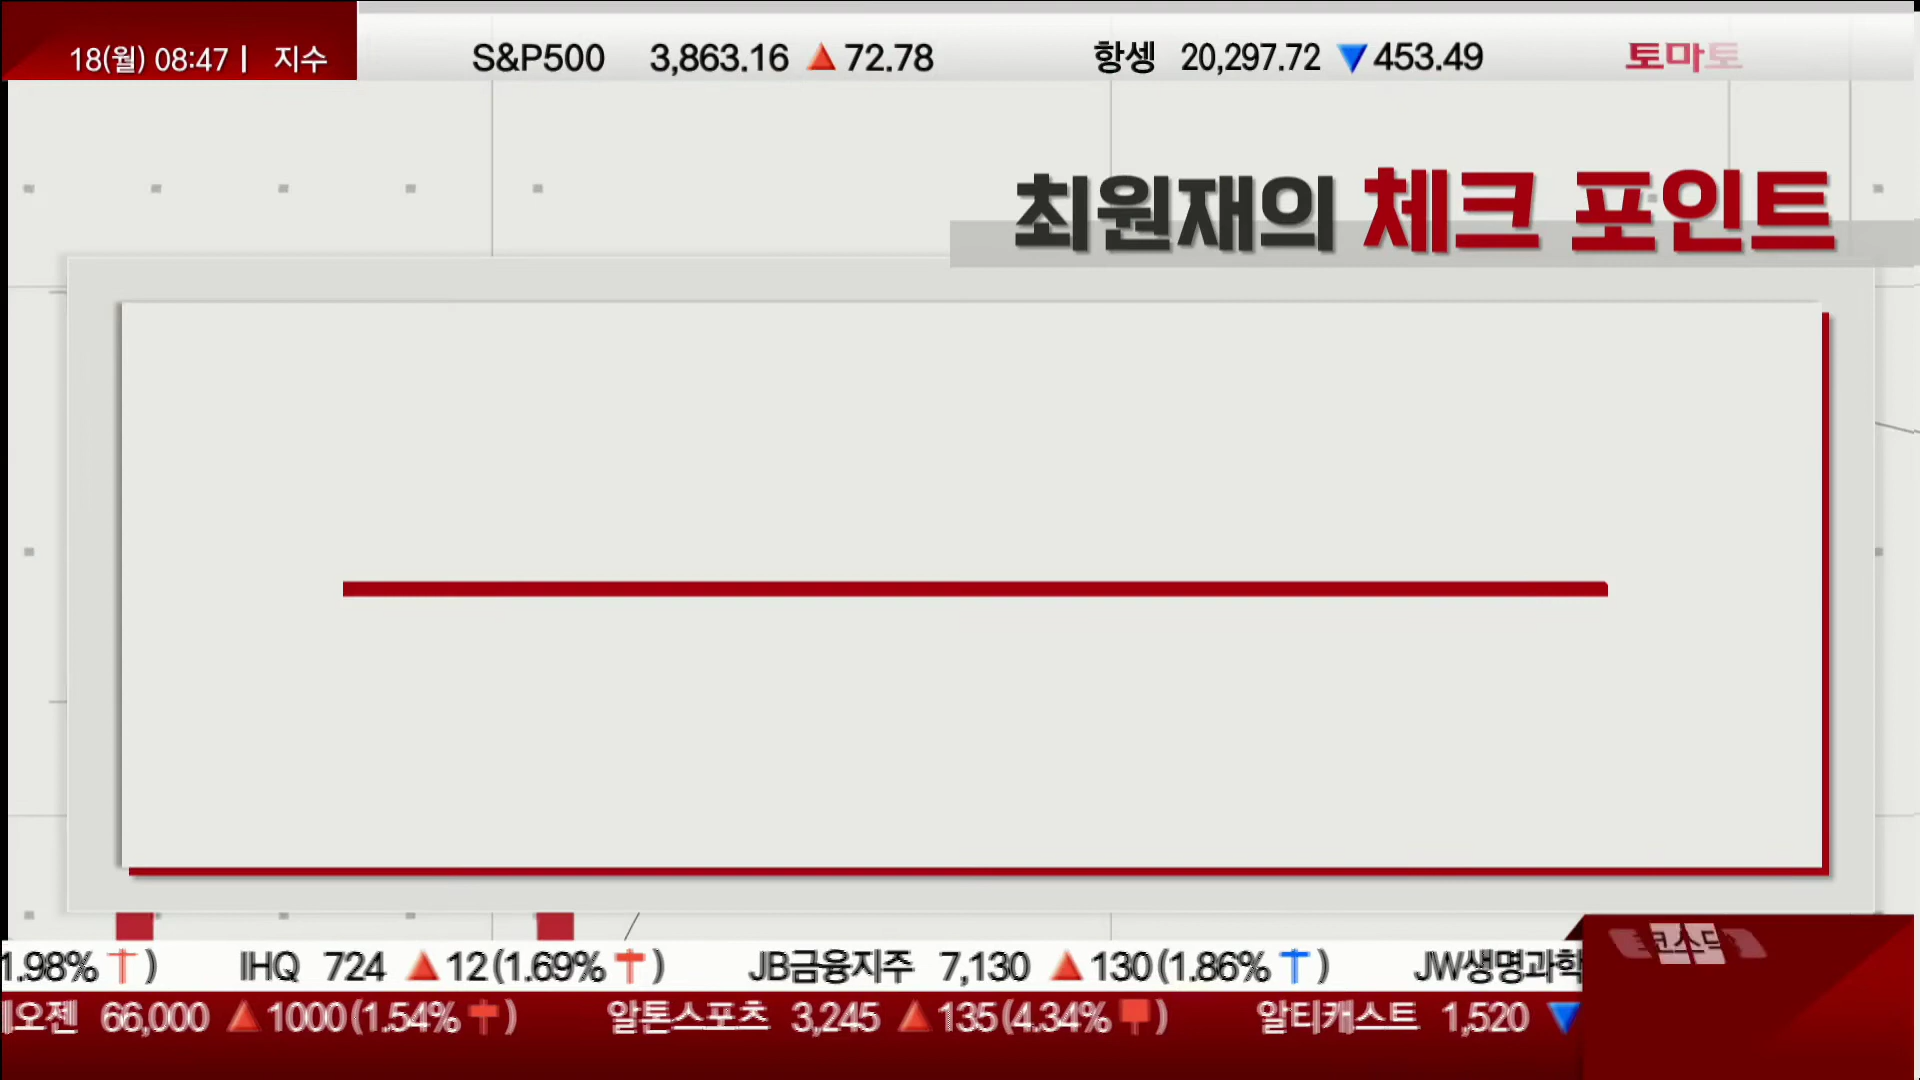 18(월) 08:47 | 지수 S&P500 3,863.16 ▲ 72.78 항셍 20,297.72 ▼ 453.49 토마토
최원재의 체크 포인트
1.98% ↑ ) IHQ 724 ▲ 12 (1.69% ↑ ) JB금융지주 7,130 ▲ 130 (1.86% ↑ ) JW생명과학
오젠 66,000 ▲ 1000 (1.54% ) 알톤스포츠 3,245 ▲ 135 (4.34% ) 알티캐스트 1,520 ▼